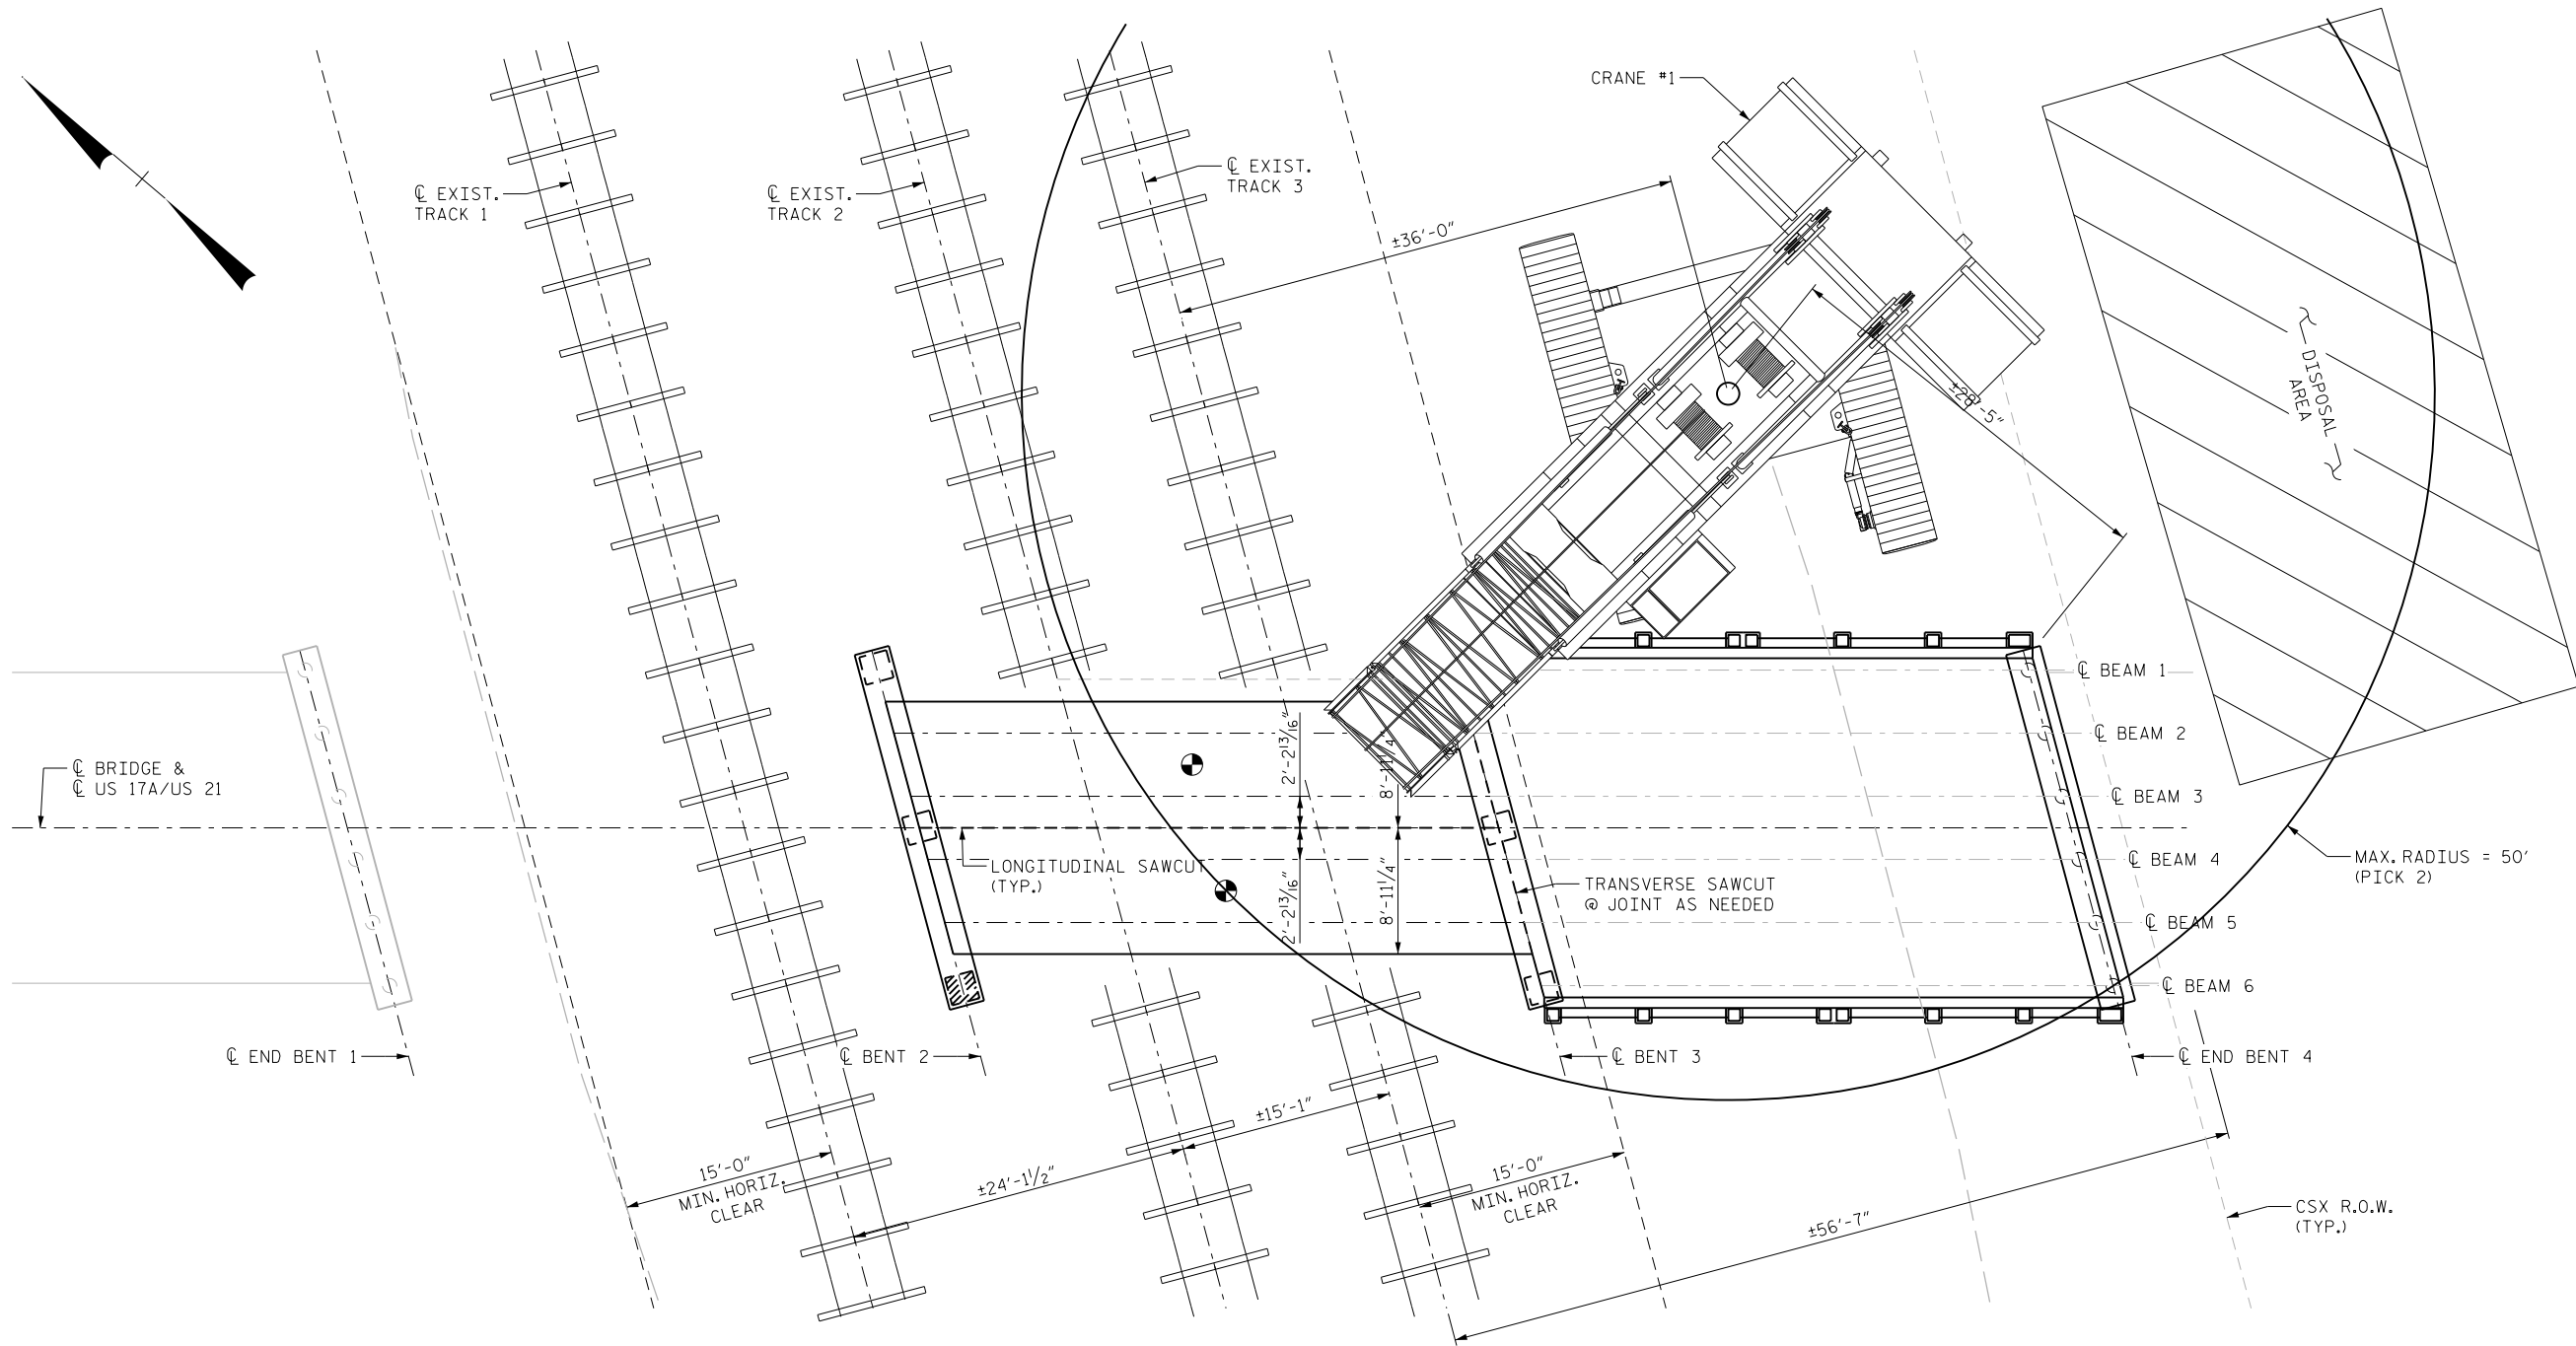 CRANE #1
℄ EXIST.
TRACK 1
℄ EXIST.
TRACK 2
℄ EXIST.
TRACK 3
±36'-0"
±28'-5"
DISPOSAL
AREA
℄ BRIDGE &
℄ US 17A/US 21
2'-2 13/16"
8'-11 1/4"
2'-2 13/16"
8'-11 1/4"
LONGITUDINAL SAWCUT
(TYP.)
TRANSVERSE SAWCUT
@ JOINT AS NEEDED
℄ BEAM 1
℄ BEAM 2
℄ BEAM 3
℄ BEAM 4
℄ BEAM 5
℄ BEAM 6
MAX. RADIUS = 50'
(PICK 2)
℄ END BENT 1
℄ BENT 2
℄ BENT 3
℄ END BENT 4
15'-0"
MIN. HORIZ.
CLEAR
±24'-1 1/2"
±15'-1"
15'-0"
MIN. HORIZ.
CLEAR
±56'-7"
CSX R.O.W.
(TYP.)